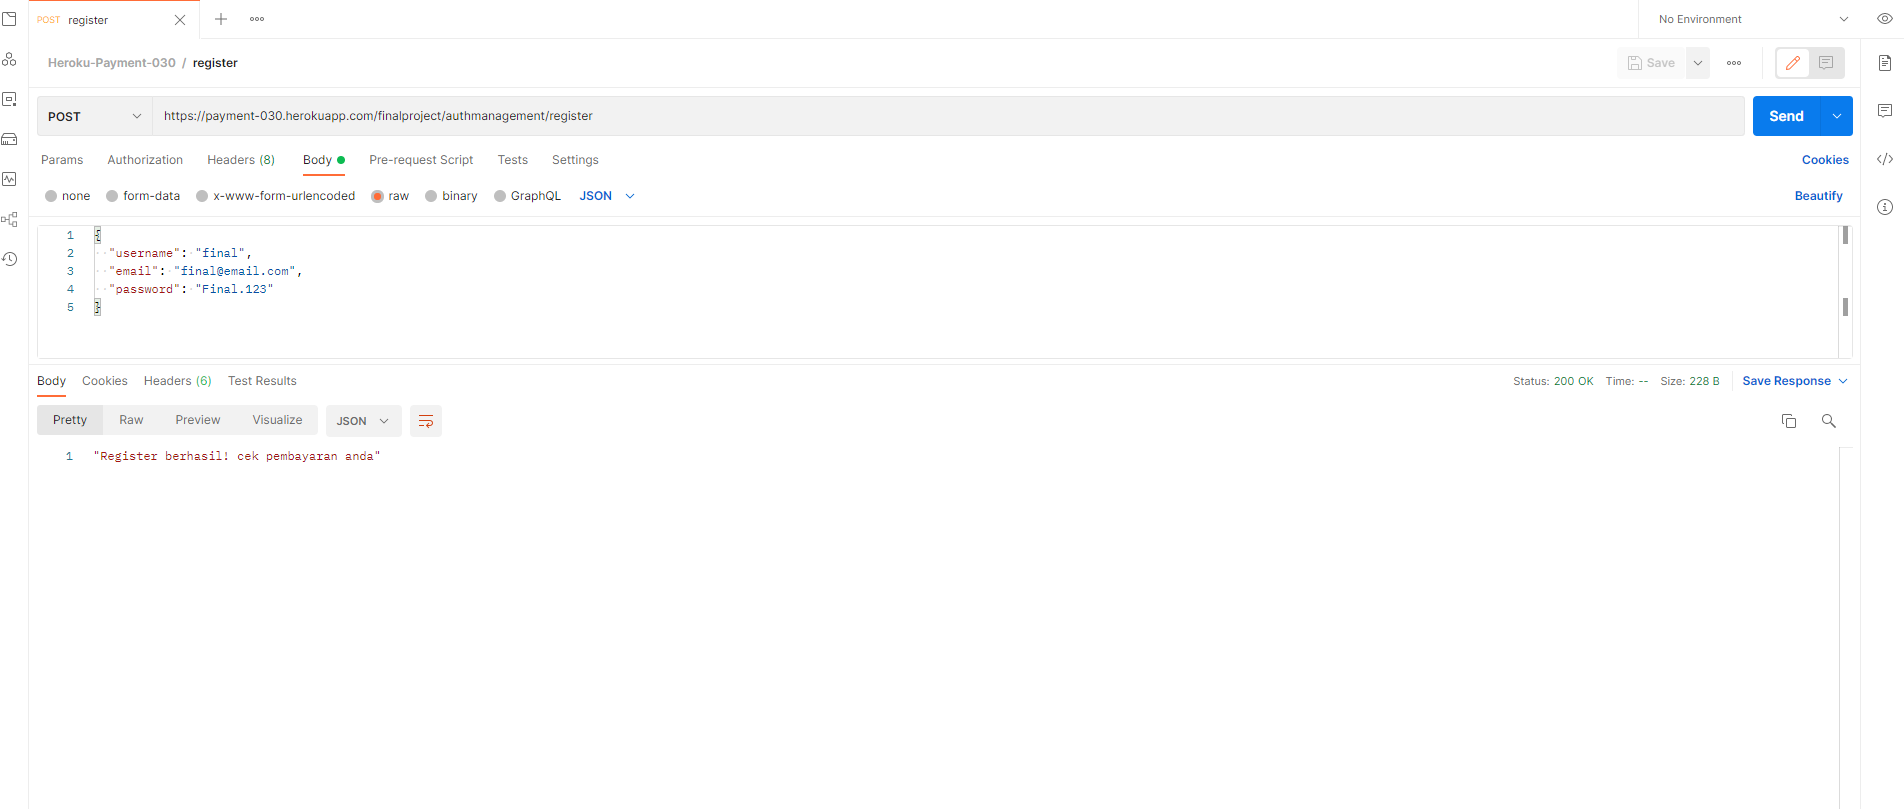 POST register
No Environment
Heroku-Payment-030 / register
Save
POST
https://payment-030.herokuapp.com/finalproject/authmanagement/register
Send
Params Authorization Headers (8) Body Pre-request Script Tests Settings Cookies
none form-data x-www-form-urlencoded raw binary GraphQL JSON Beautify
1 {
2 "username": "final",
3 "email": "final@email.com",
4 "password": "Final.123"
5 }
Body Cookies Headers (6) Test Results Status: 200 OK Time: -- Size: 228 B Save Response
Pretty Raw Preview Visualize JSON
1 "Register berhasil! cek pembayaran anda"